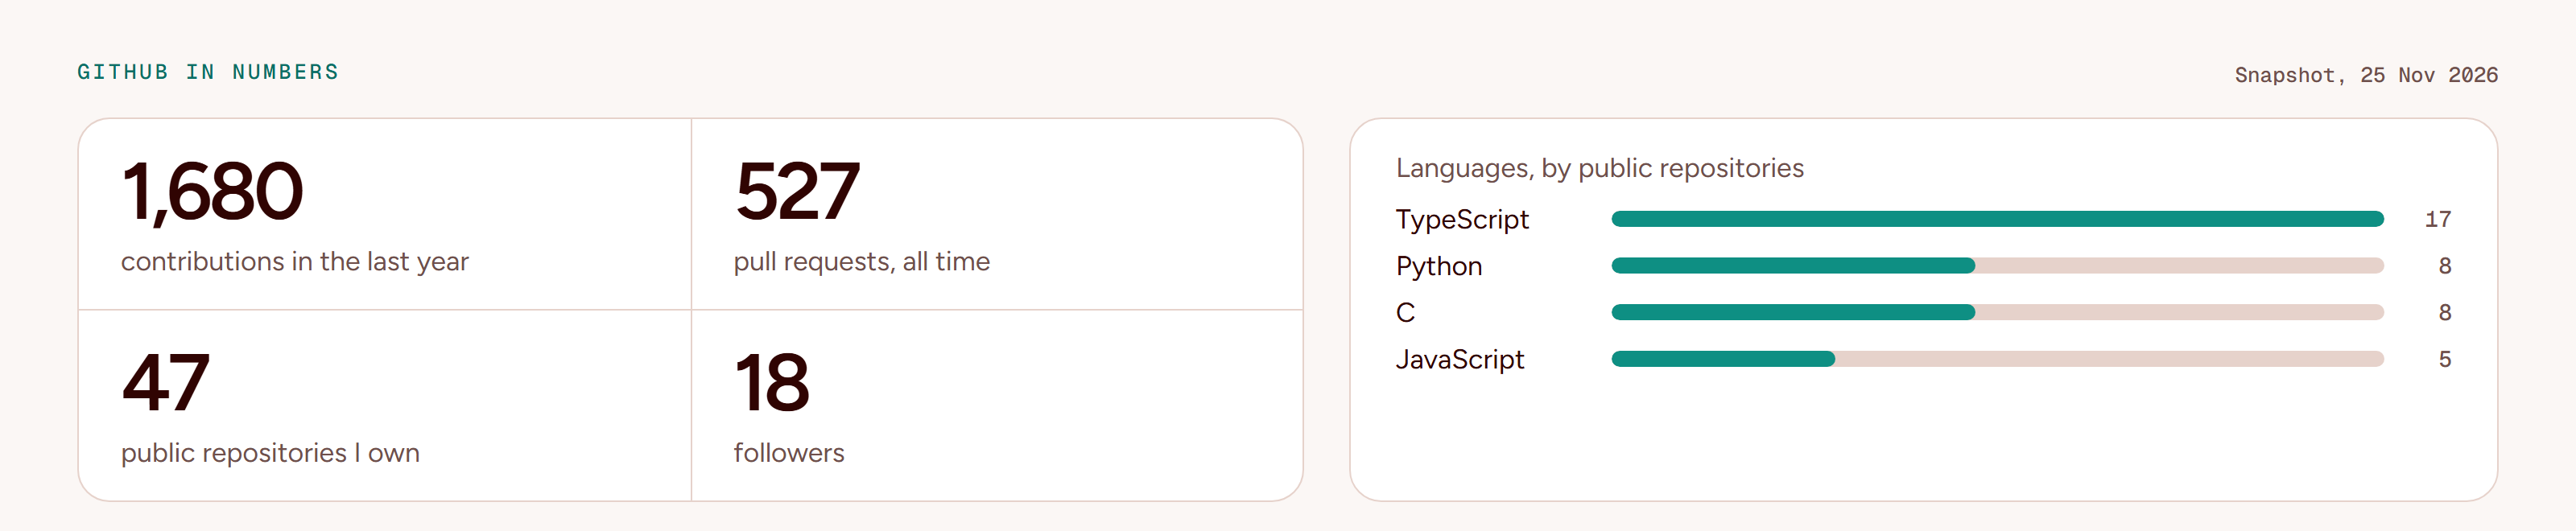 GITHUB IN NUMBERS
Snapshot, 25 Nov 2026
1,680
contributions in the last year
527
pull requests, all time
47
public repositories I own
18
followers
Languages, by public repositories
TypeScript 17
Python 8
C 8
JavaScript 5